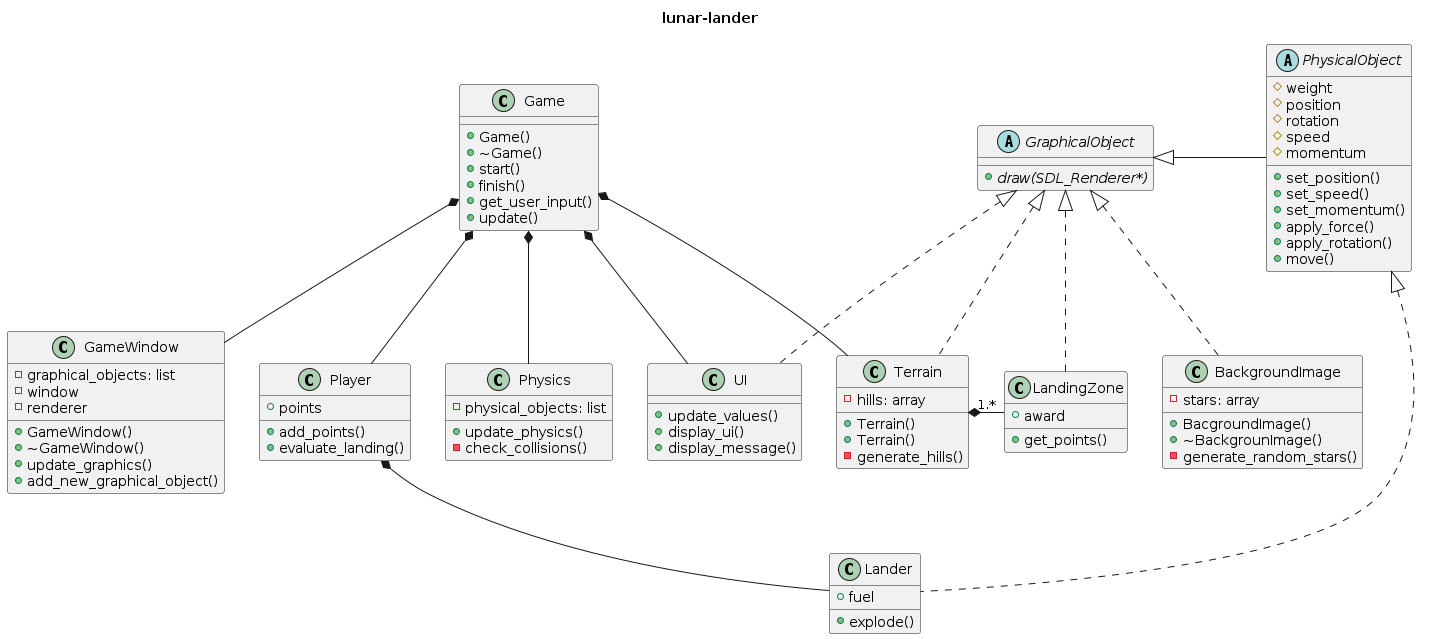 lunar-lander
Game
Game()
~Game()
start()
finish()
get_user_input()
update()
GraphicalObject
draw(SDL_Renderer*)
PhysicalObject
weight
position
rotation
speed
momentum
set_position()
set_speed()
set_momentum()
apply_force()
apply_rotation()
move()
GameWindow
graphical_objects: list
window
renderer
GameWindow()
~GameWindow()
update_graphics()
add_new_graphical_object()
Player
points
add_points()
evaluate_landing()
Physics
physical_objects: list
update_physics()
check_collisions()
UI
update_values()
display_ui()
display_message()
Terrain
hills: array
Terrain()
Terrain()
generate_hills()
1.*
LandingZone
award
get_points()
BackgroundImage
stars: array
BacgroundImage()
~BackgrounImage()
generate_random_stars()
Lander
fuel
explode()